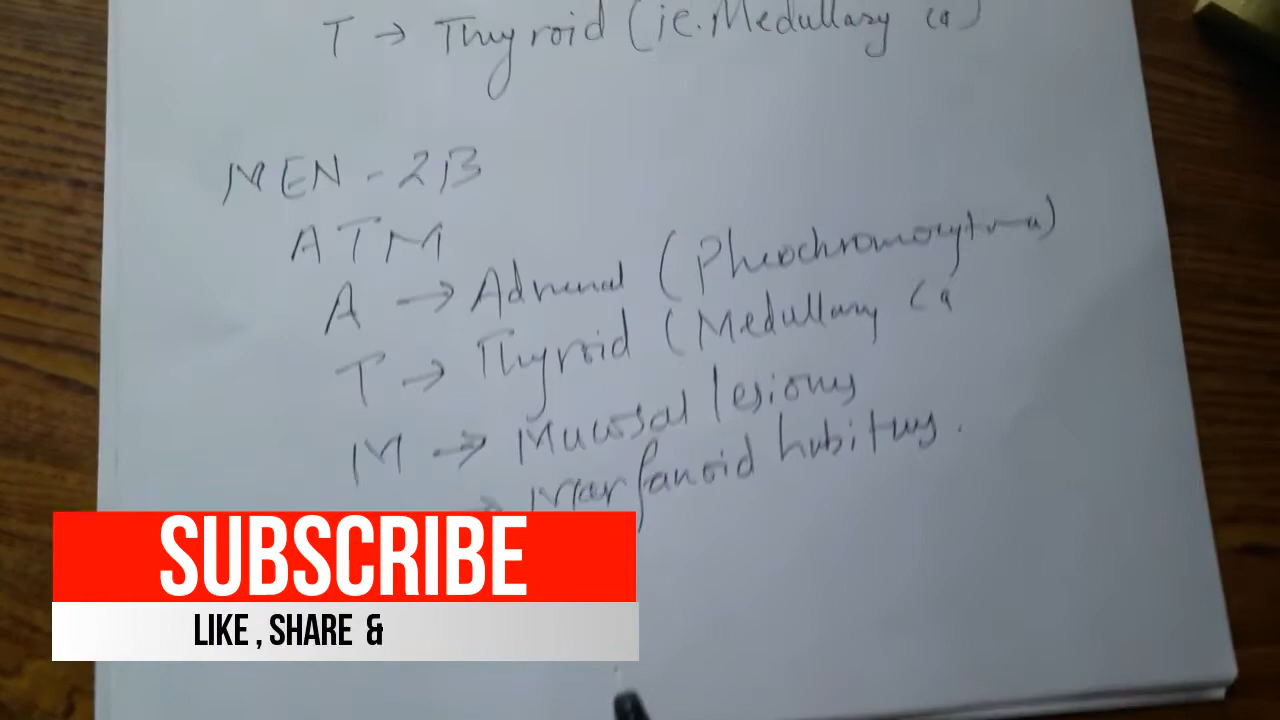 T → Thyroid (ie. Medullary Ca)
MEN - 2B
ATM
A → Adrenal (Pheochromocytoma)
T → Thyroid (Medullary Ca
M → Mucosal lesions
→ Marfanoid habitus.
SUBSCRIBE
LIKE , SHARE &